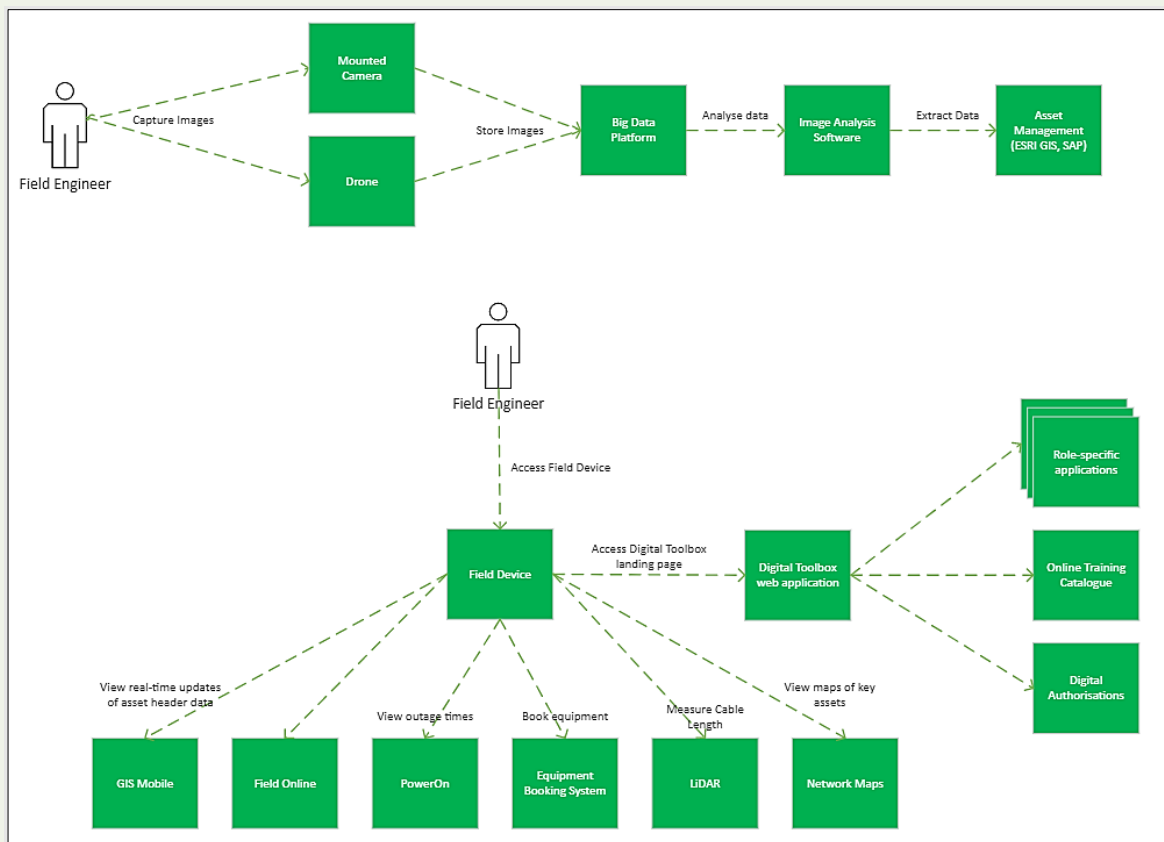 Mounted
Camera
Capture Images
Field Engineer
Drone
Store Images
Big Data
Platform
Analyse data
Image Analysis
Software
Extract Data
Asset
Management
(ESRI GIS, SAP)
Field Engineer
Access Field Device
Field Device
Access Digital Toolbox
landing page
Digital Toolbox
web application
Role-specific
applications
Online Training
Catalogue
Digital
Authorisations
View real-time updates
of asset header data
View outage times
Book equipment
Measure Cable
Length
View maps of key
assets
GIS Mobile
Field Online
PowerOn
Equipment
Booking System
LiDAR
Network Maps